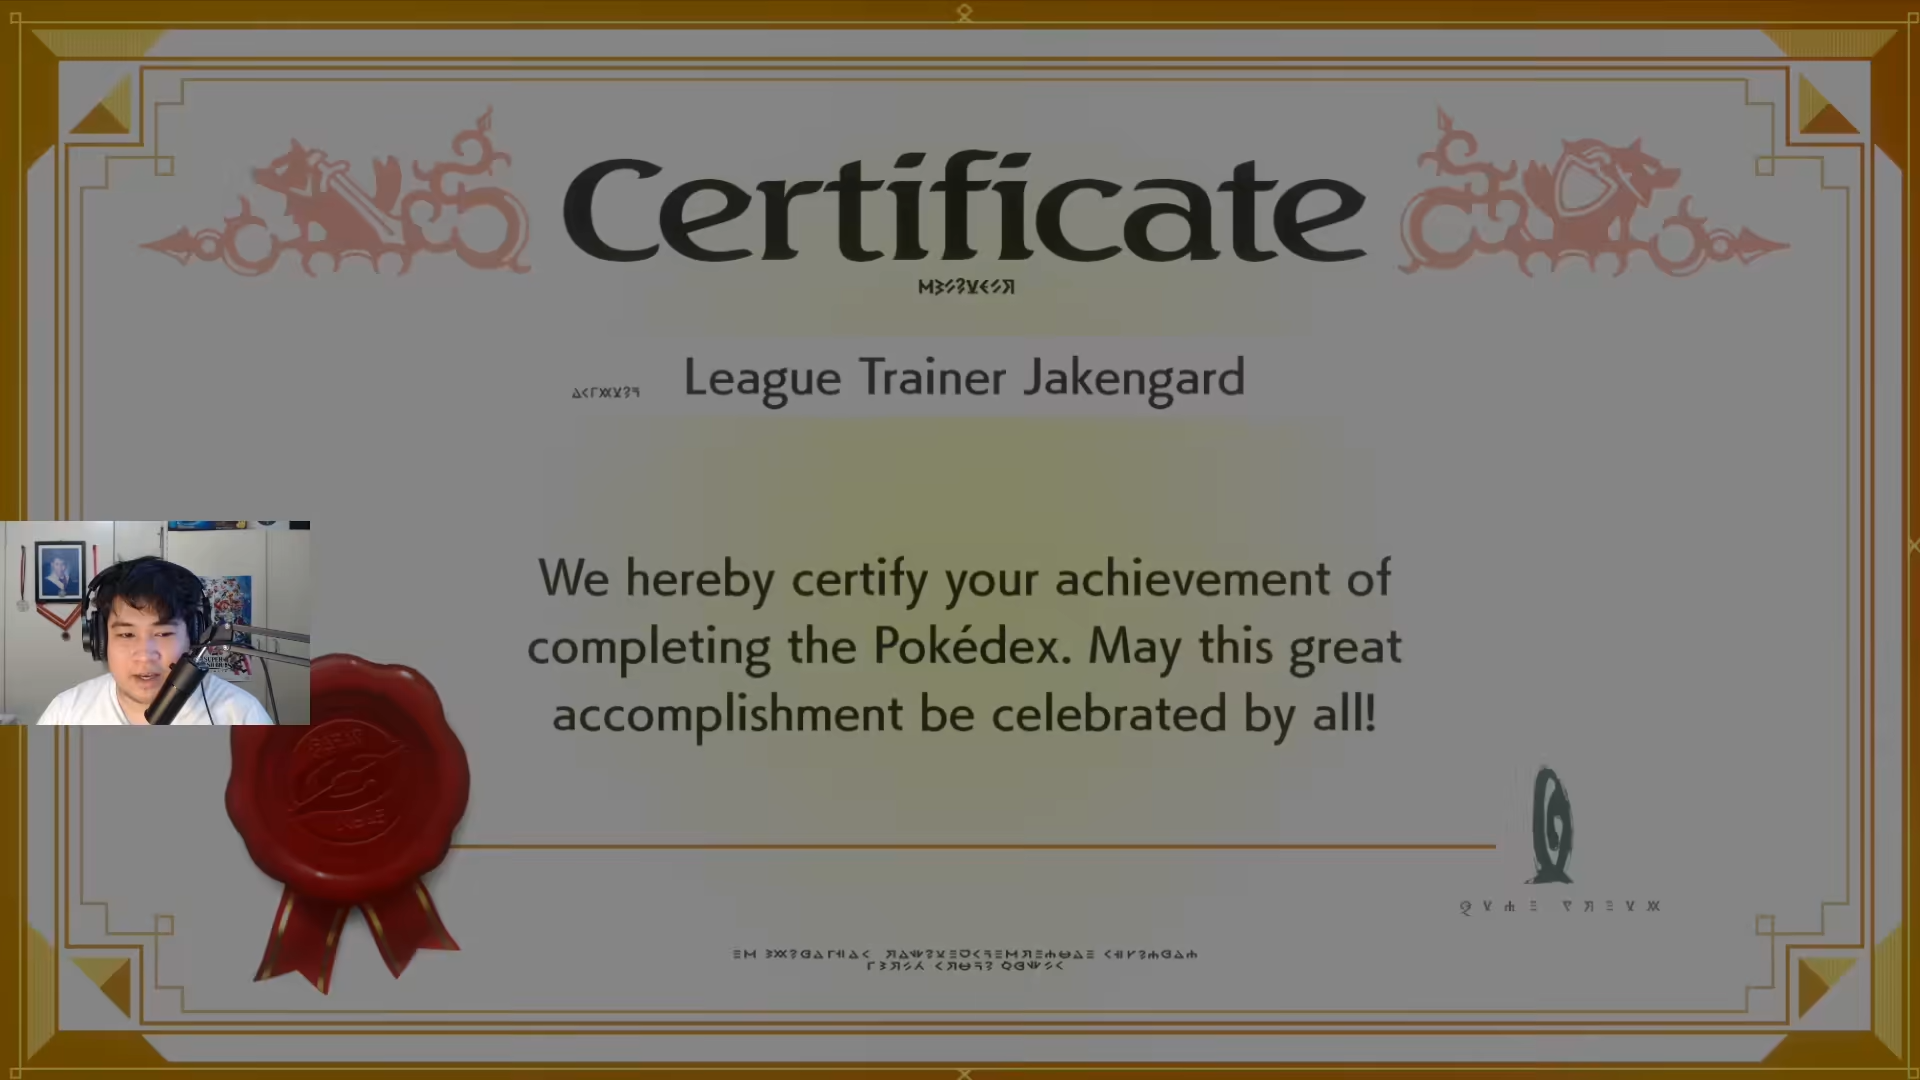 Certificate
League Trainer Jakengard
We hereby certify your achievement of
completing the Pokédex. May this great
accomplishment be celebrated by all!